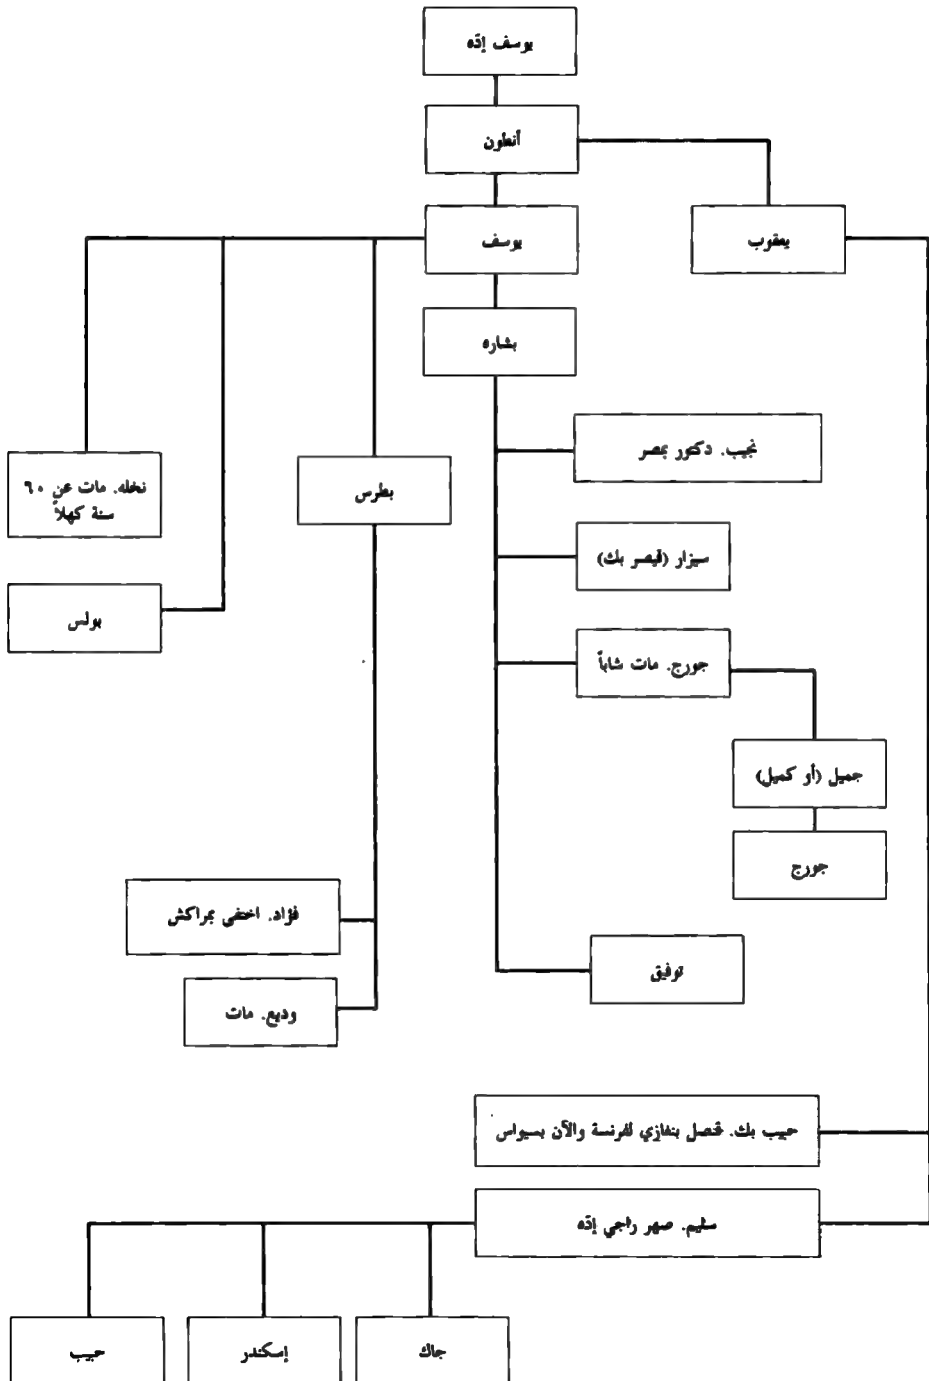 يوسف إدّه
أنطون
يوسف
يعقوب
بشاره
نجيب. دكتور بمصر
نخله. مات عن ٦٠
سنة كهلاً
بطرس
سيزار (قيصر بك)
بولس
جورج. مات شاباً
جميل (أو كميل)
جورج
فؤاد. اختفى بمراكش
توفيق
وديع. مات
حبيب بك. قنصل بنغازي لفرنسة والآن بسيواس
سليم. صهر راجي إدّه
جاك
إسكندر
حبيب